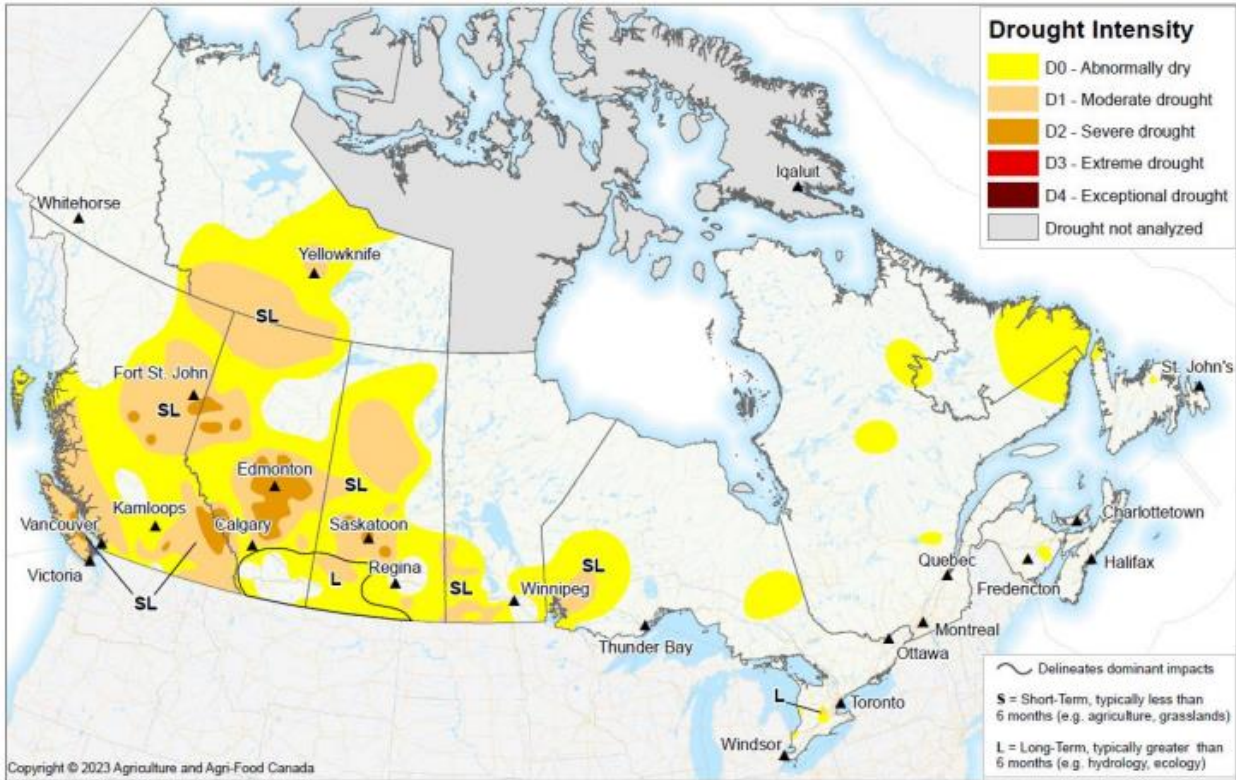 Drought Intensity
D0 - Abnormally dry
D1 - Moderate drought
D2 - Severe drought
D3 - Extreme drought
D4 - Exceptional drought
Drought not analyzed
Iqaluit
Whitehorse
Yellowknife
SL
Fort St. John
SL
St. John's
Edmonton
SL
Kamloops
Vancouver
Calgary
Saskatoon
Charlottetown
Victoria
SL
L
Regina
SL
Winnipeg
SL
Quebec
Fredericton
Halifax
Thunder Bay
Montreal
Ottawa
L
Toronto
Windsor
Delineates dominant impacts
S = Short-Term, typically less than
6 months (e.g. agriculture, grasslands)
L = Long-Term, typically greater than
6 months (e.g. hydrology, ecology)
Copyright © 2023 Agriculture and Agri-Food Canada